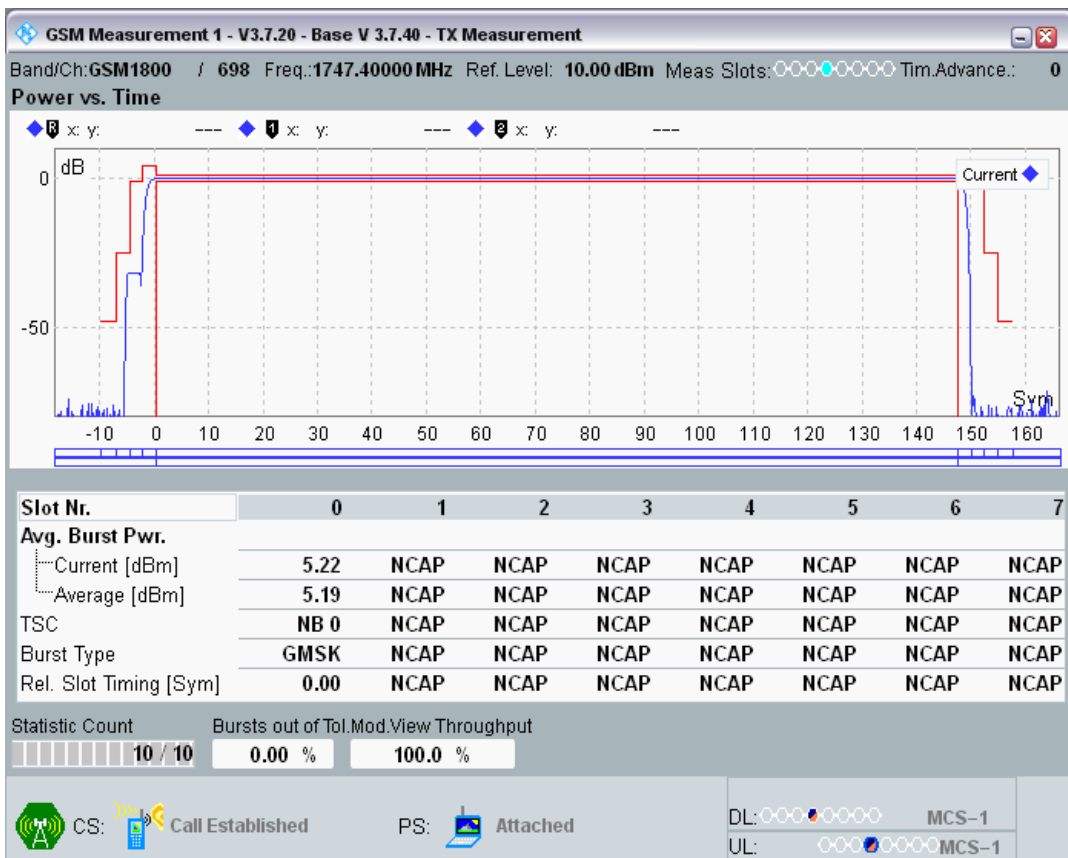 GSM Measurement 1 - V3.7.20 - Base V 3.7.40 - TX Measurement
Band/Ch:GSM1800 / 698 Freq.:1747.40000 MHz Ref. Level: 10.00 dBm Meas Slots: Tim.Advance.: 0
Power vs. Time
R x: y: --- 1 x: y: --- 2 x: y: ---
dB
Current
0
-50
Sym
-10 0 10 20 30 40 50 60 70 80 90 100 110 120 130 140 150 160
Slot Nr. 0 1 2 3 4 5 6 7
Avg. Burst Pwr.
Current [dBm] 5.22 NCAP NCAP NCAP NCAP NCAP NCAP NCAP
Average [dBm] 5.19 NCAP NCAP NCAP NCAP NCAP NCAP NCAP
TSC NB 0 NCAP NCAP NCAP NCAP NCAP NCAP NCAP
Burst Type GMSK NCAP NCAP NCAP NCAP NCAP NCAP NCAP
Rel. Slot Timing [Sym] 0.00 NCAP NCAP NCAP NCAP NCAP NCAP NCAP
Statistic Count Bursts out of Tol.Mod.View Throughput
10 / 10 0.00 % 100.0 %
CS: Call Established PS: Attached
DL: MCS-1
UL: MCS-1